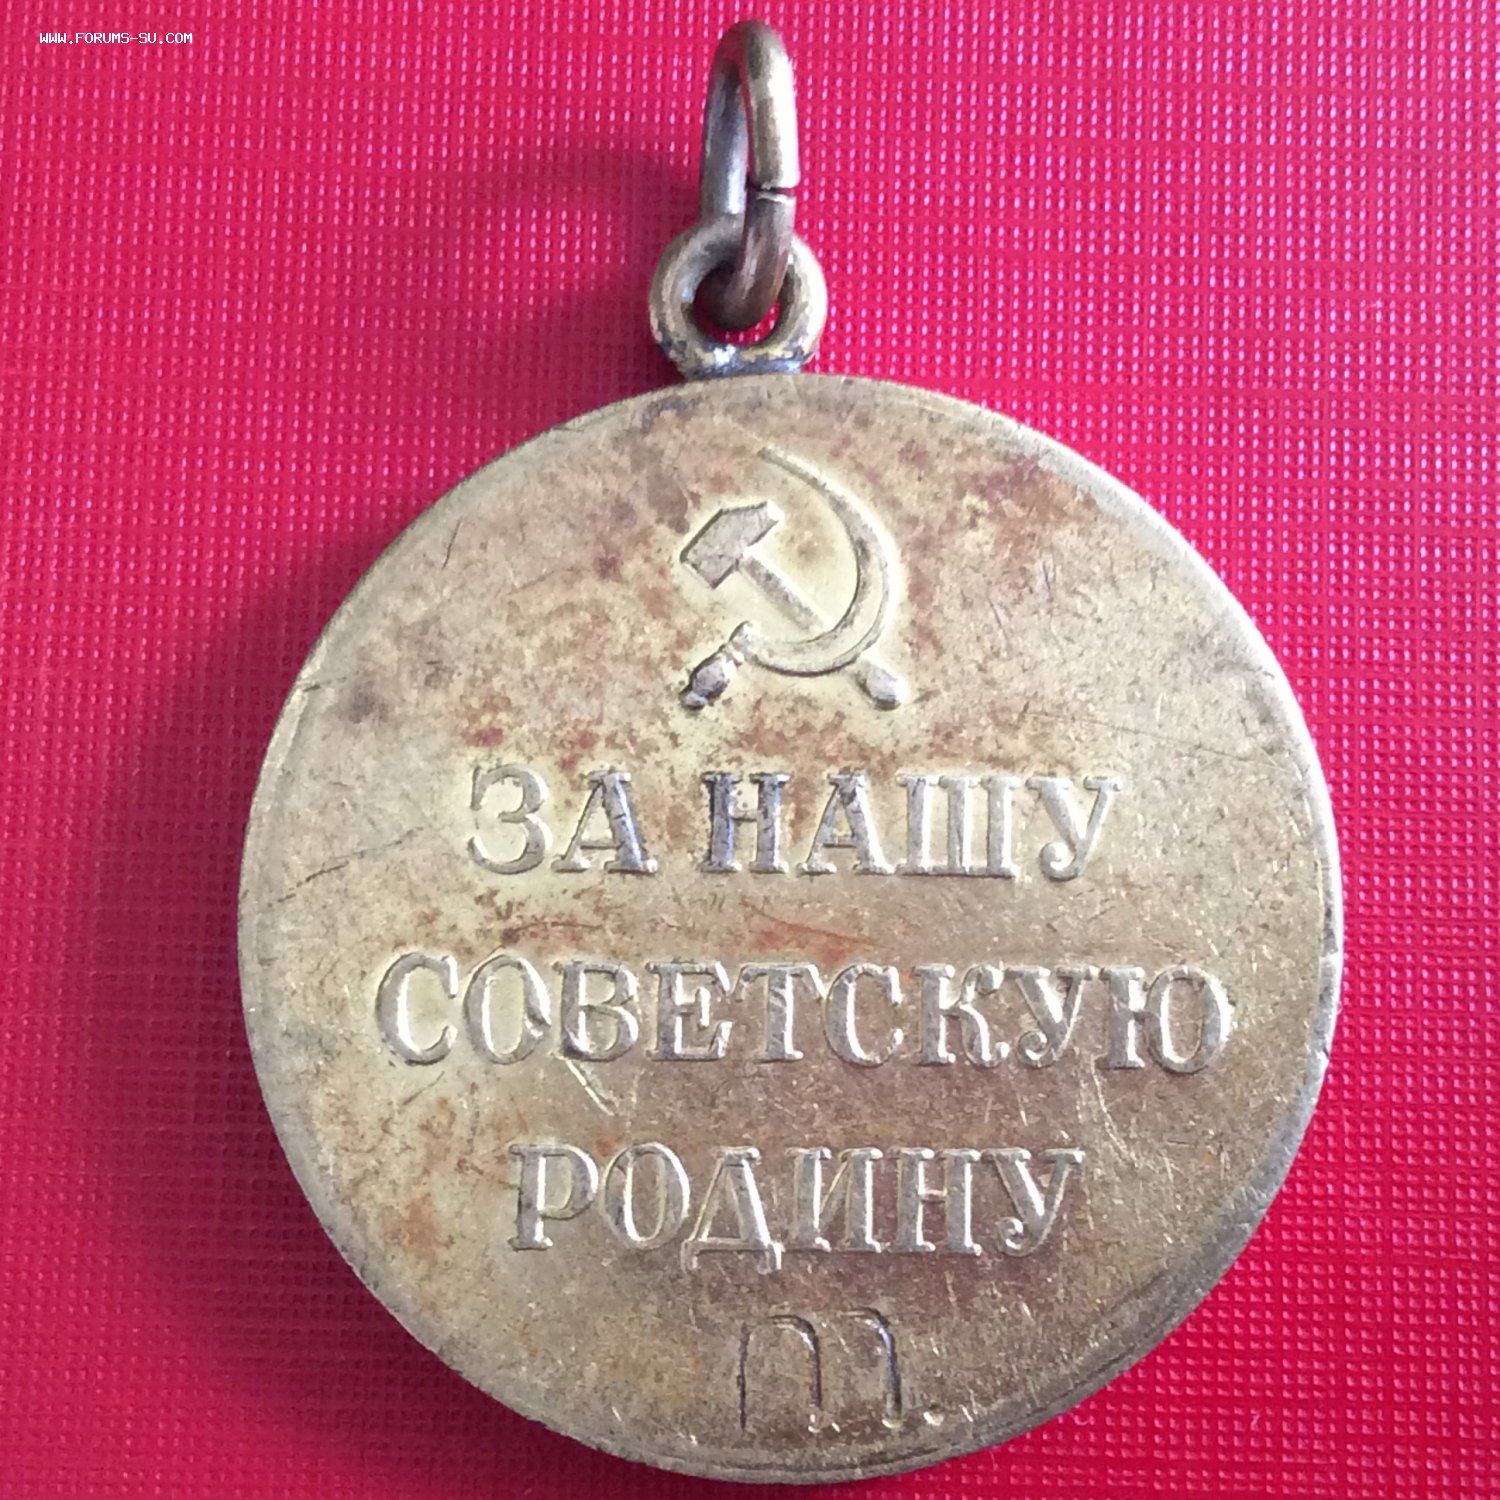 WWW.FORUMS-SU.COM
ЗА НАШУ
СОВЕТСКУЮ
РОДИНУ
т.